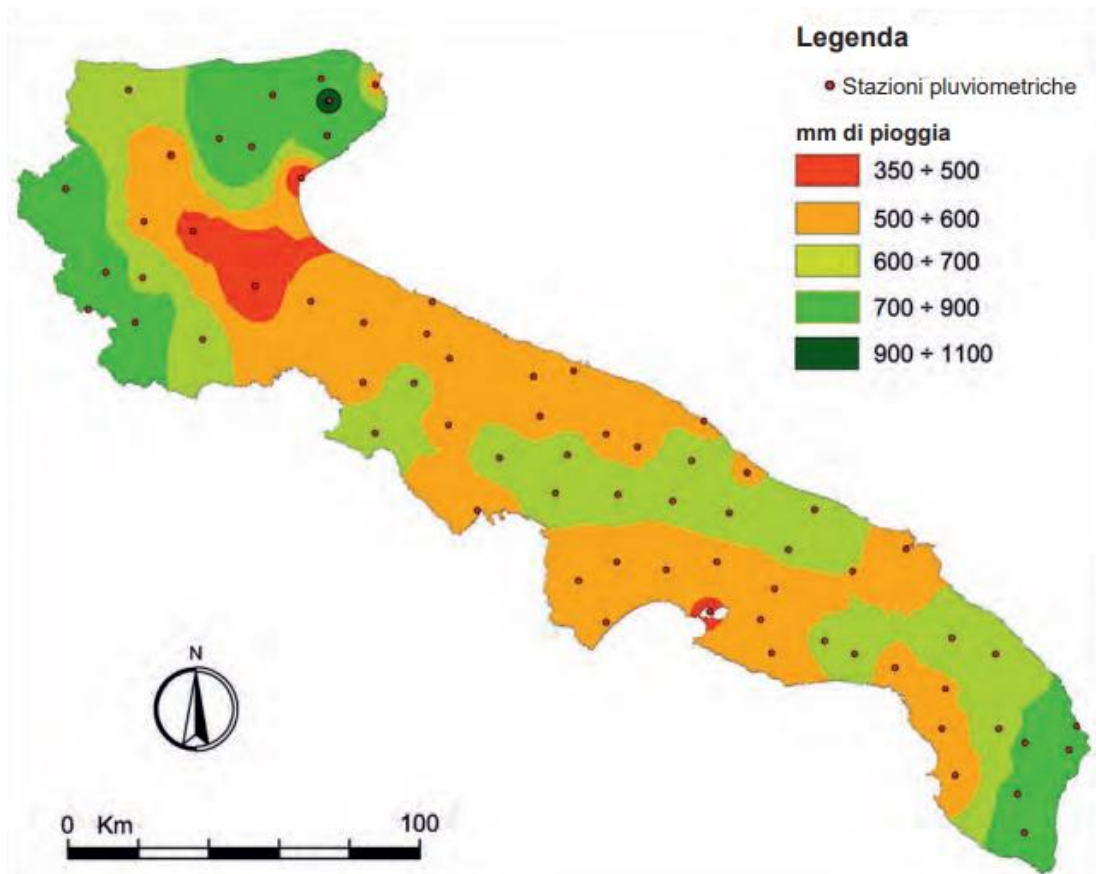 Legenda
Stazioni pluviometriche
mm di pioggia
350 ÷ 500
500 ÷ 600
600 ÷ 700
700 ÷ 900
900 ÷ 1100
N
0 Km 100